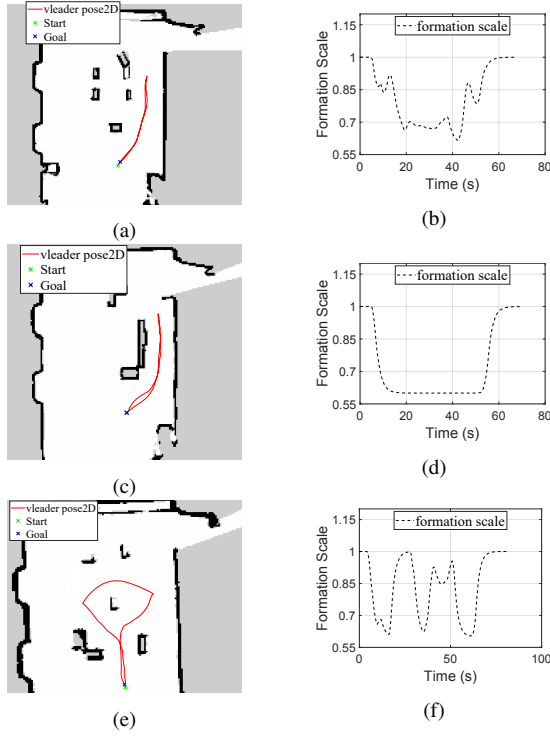 vleader pose2D
Start
Goal
(a)
formation scale
1.15
1
0.85
0.7
0.55
0 20 40 60 80
Formation Scale
Time (s)
(b)
vleader pose2D
Start
Goal
(c)
formation scale
1.15
1
0.85
0.7
0.55
0 20 40 60 80
Formation Scale
Time (s)
(d)
vleader pose2D
Start
Goal
(e)
formation scale
1.15
1
0.85
0.7
0.55
0 50 100
Formation Scale
Time (s)
(f)